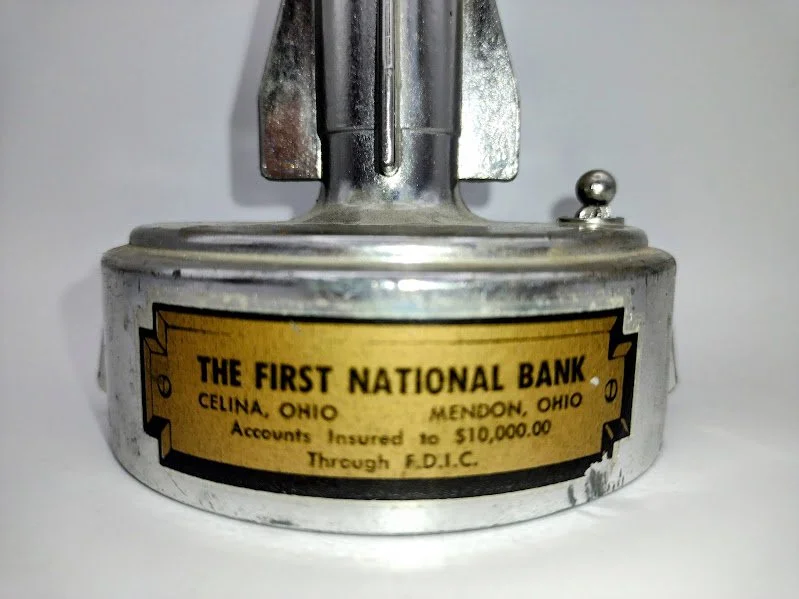 THE FIRST NATIONAL BANK
CELINA, OHIO MENDON, OHIO
Accounts Insured to $10,000.00
Through F.D.I.C.